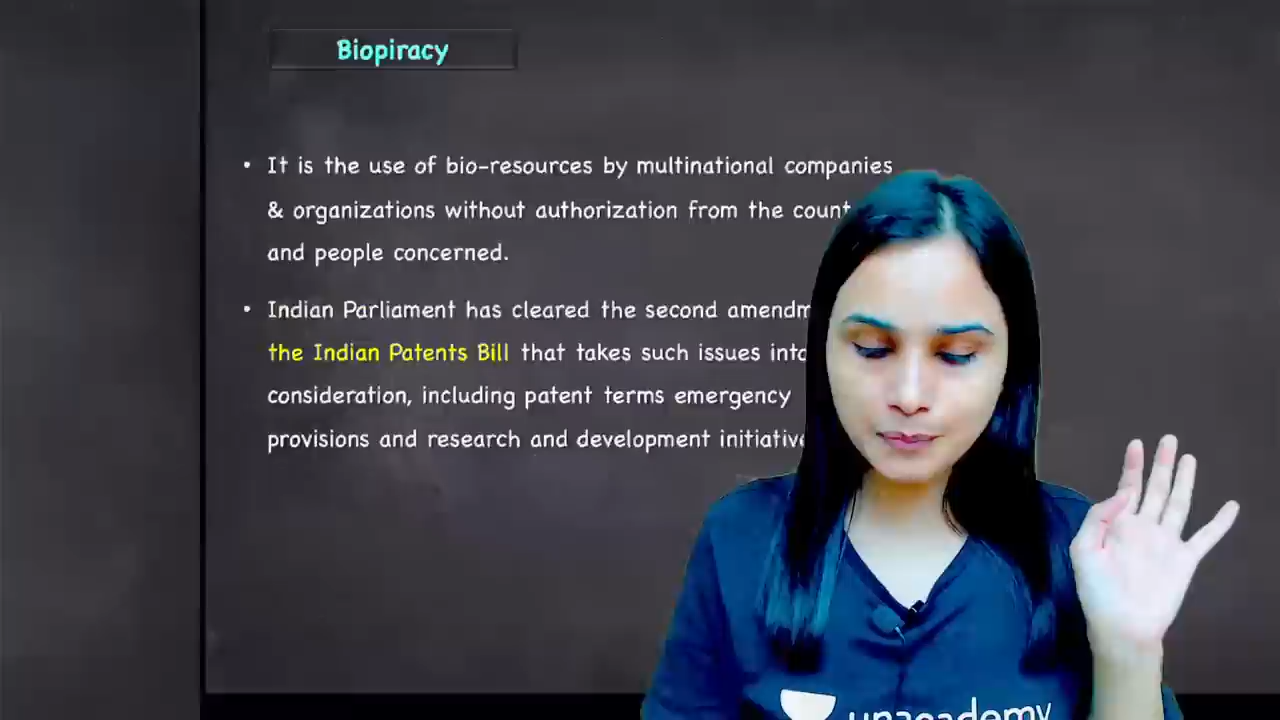 Biopiracy
• It is the use of bio-resources by multinational companies
& organizations without authorization from the
and people concerned.
• Indian Parliament has cleared the second
the Indian Patents Bill that takes such issues
consideration, including patent terms emergency
provisions and research and development
unacademy